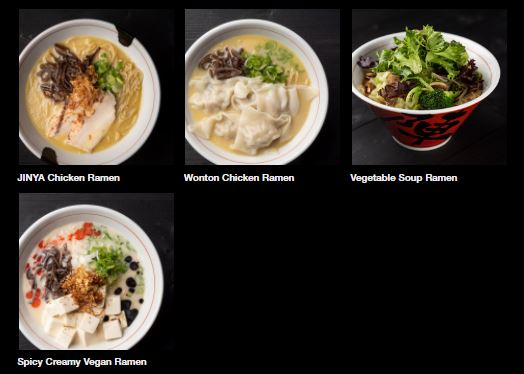 JINYA Chicken Ramen
Wonton Chicken Ramen
Vegetable Soup Ramen
Spicy Creamy Vegan Ramen